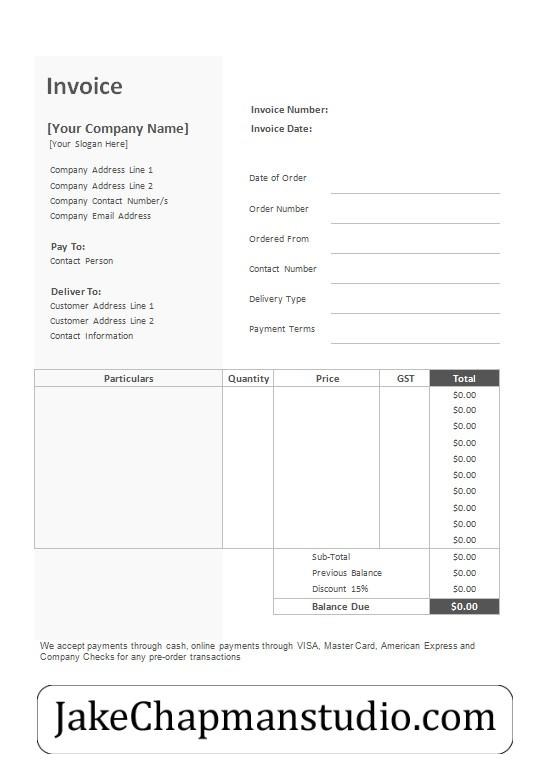 Invoice
[Your Company Name]
[Your Slogan Here]
Company Address Line 1
Company Address Line 2
Company Contact Number/s
Company Email Address
Pay To:
Contact Person
Deliver To:
Customer Address Line 1
Customer Address Line 2
Contact Information
Invoice Number:
Invoice Date:
Date of Order
Order Number
Ordered From
Contact Number
Delivery Type
Payment Terms
Particulars Quantity Price GST Total
$0.00
$0.00
$0.00
$0.00
$0.00
$0.00
$0.00
$0.00
$0.00
$0.00
Sub-Total $0.00
Previous Balance $0.00
Discount 15% $0.00
Balance Due $0.00
We accept payments through cash, online payments through VISA, MasterCard, American Express and
Company Checks for any pre-order transactions
JakeChapmanstudio.com